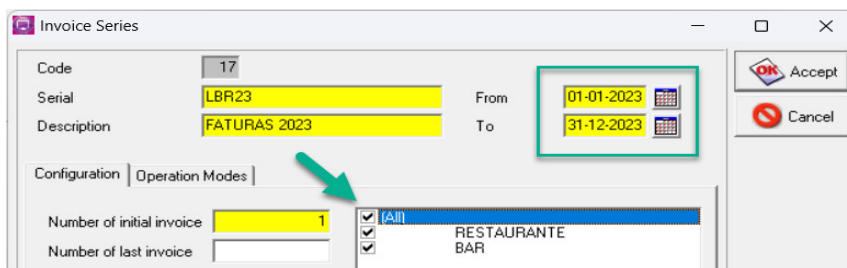 Invoice Series
Code 17
OK Accept
Serial LBR23 From 01-01-2023
Description FATURAS 2023 To 31-12-2023
Cancel
Configuration Operation Modes
Number of initial invoice 1
(All)
RESTAURANTE
Number of last invoice
BAR